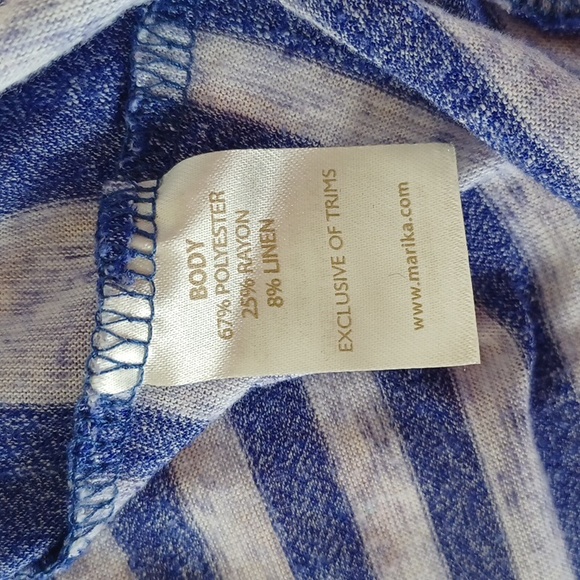 BODY
67% POLYESTER
25% RAYON
8% LINEN
EXCLUSIVE OF TRIMS
www.marika.com